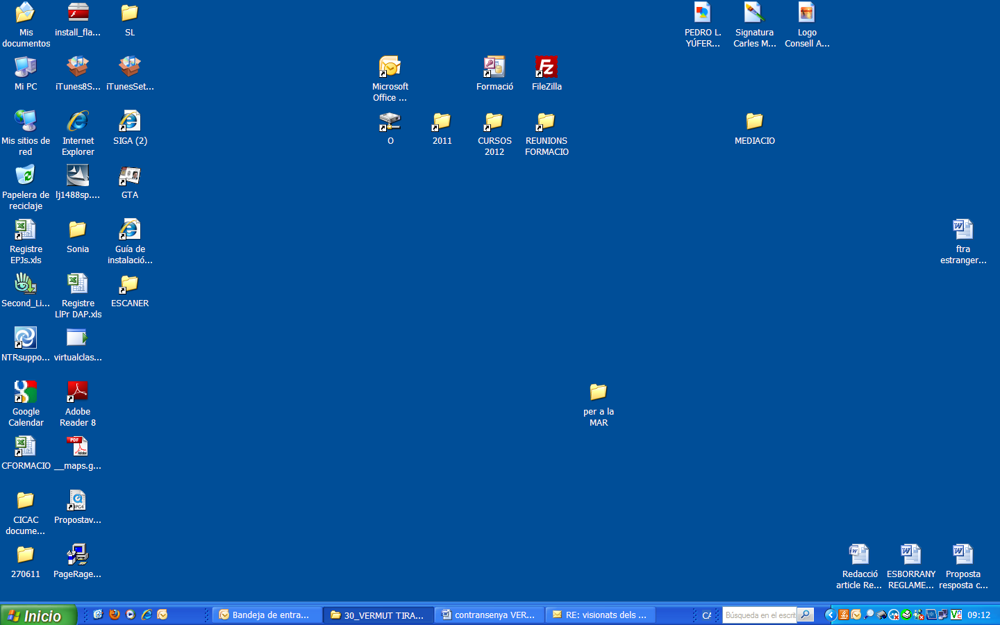 Mis
documentos
install_fla...
SL
PEDRO L.
YÚFER...
Signatura
Carles M...
Logo
Consell A...
Mi PC
iTunes8S...
iTunesSet...
Microsoft
Office ...
Formació
FileZilla
Mis sitios de
red
Internet
Explorer
SIGA (2)
O
2011
CURSOS
2012
REUNIONS
FORMACIO
MEDIACIO
Papelera de
reciclaje
lj1488sp....
GTA
Registre
EPJs.xls
Sonia
Guía de
instalació...
ftra
estranger...
Second_Li...
Registre
LlPr DAP.xls
ESCANER
NTRsuppo...
virtualclas...
Google
Calendar
Adobe
Reader 8
per a la
MAR
CFORMACIO
PDF
Adobe
__maps.g...
CICAC
docume...
Propostav...
270611
PageRage...
Redacció
article Re...
ESBORRANY
REGLAME...
Proposta
resposta c...
Inicio
Bandeja de entra...
30_VERMUT TIRA...
contransenya VER...
RE: visionats dels ...
CA
Búsqueda en el escrit
09:12